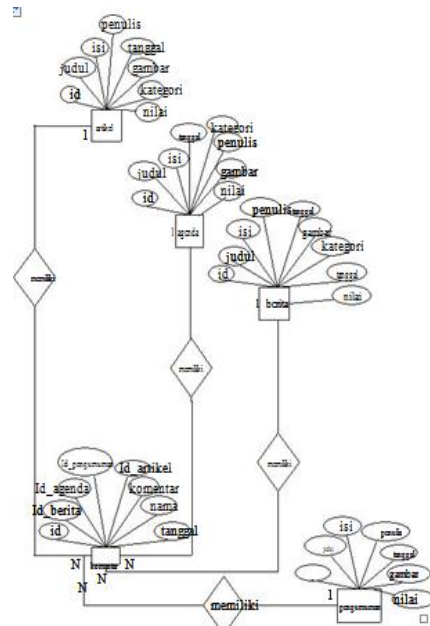 penulis
isi
tanggal
judul
gambar
id
kategori
nilai
1
artikel
memiliki
tanggal
kategori
isi
penulis
judul
gambar
id
nilai
1
agenda
memiliki
penulis
tanggal
isi
gambar
judul
kategori
id
tanggal
nilai
1
berita
memiliki
Id_pengumuman
Id_artikel
Id_agenda
komentar
Id_berita
nama
id
tanggal
N
N
N
N
memiliki
1
isi
penulis
judul
tanggal
gambar
nilai
pengumuman